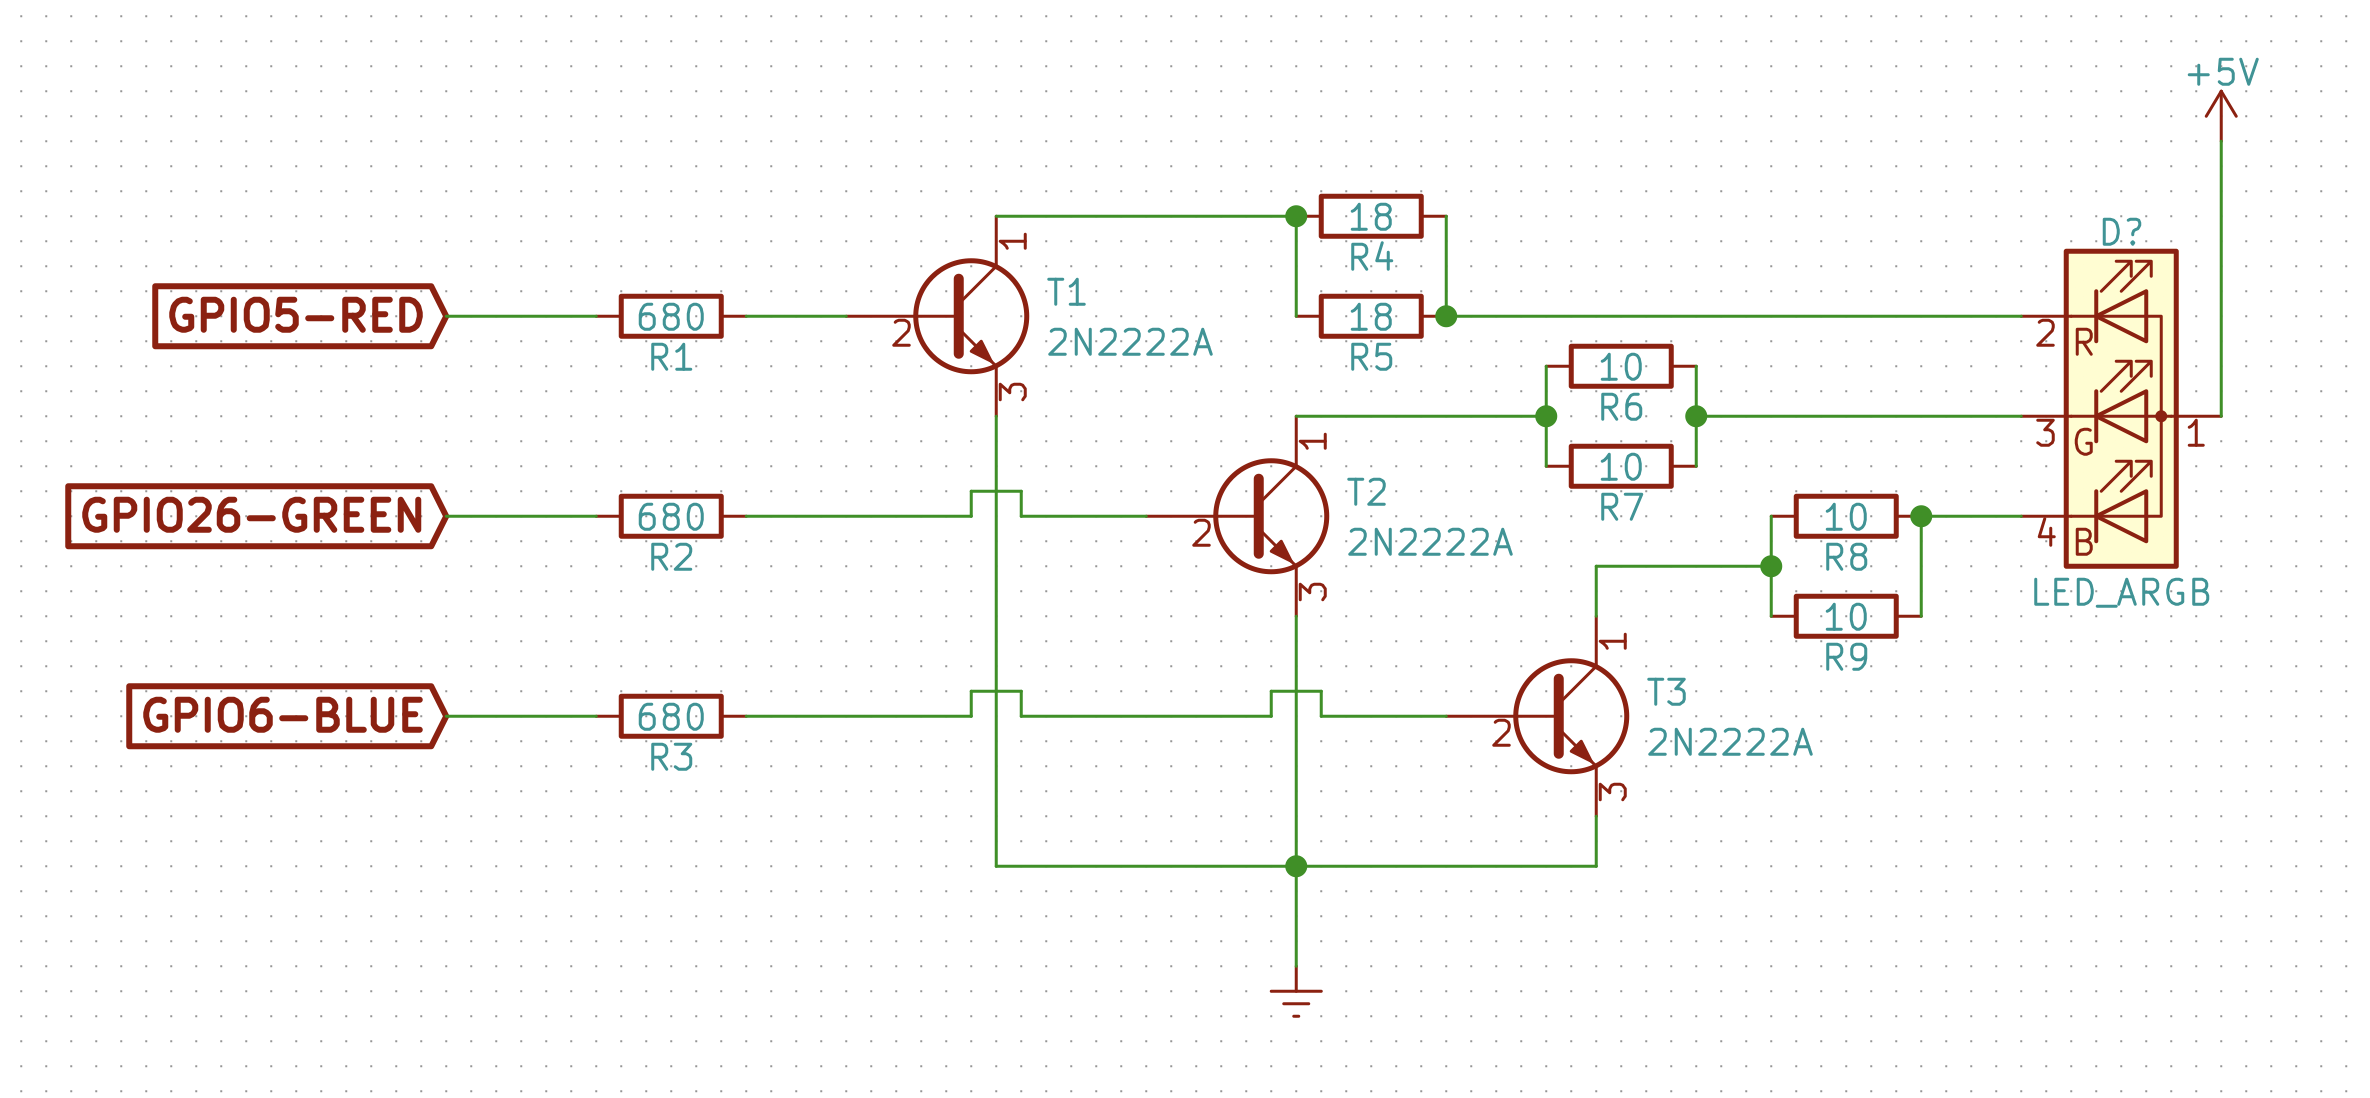 +5V
18
R4
1
D?
GPIO5-RED
680
R1
2
T1
2N2222A
3
18
R5
2
R
10
R6
1
3
G
1
10
R7
GPIO26-GREEN
680
R2
2
T2
2N2222A
3
10
R8
4
B
LED_ARGB
10
R9
1
GPIO6-BLUE
680
R3
2
T3
2N2222A
3